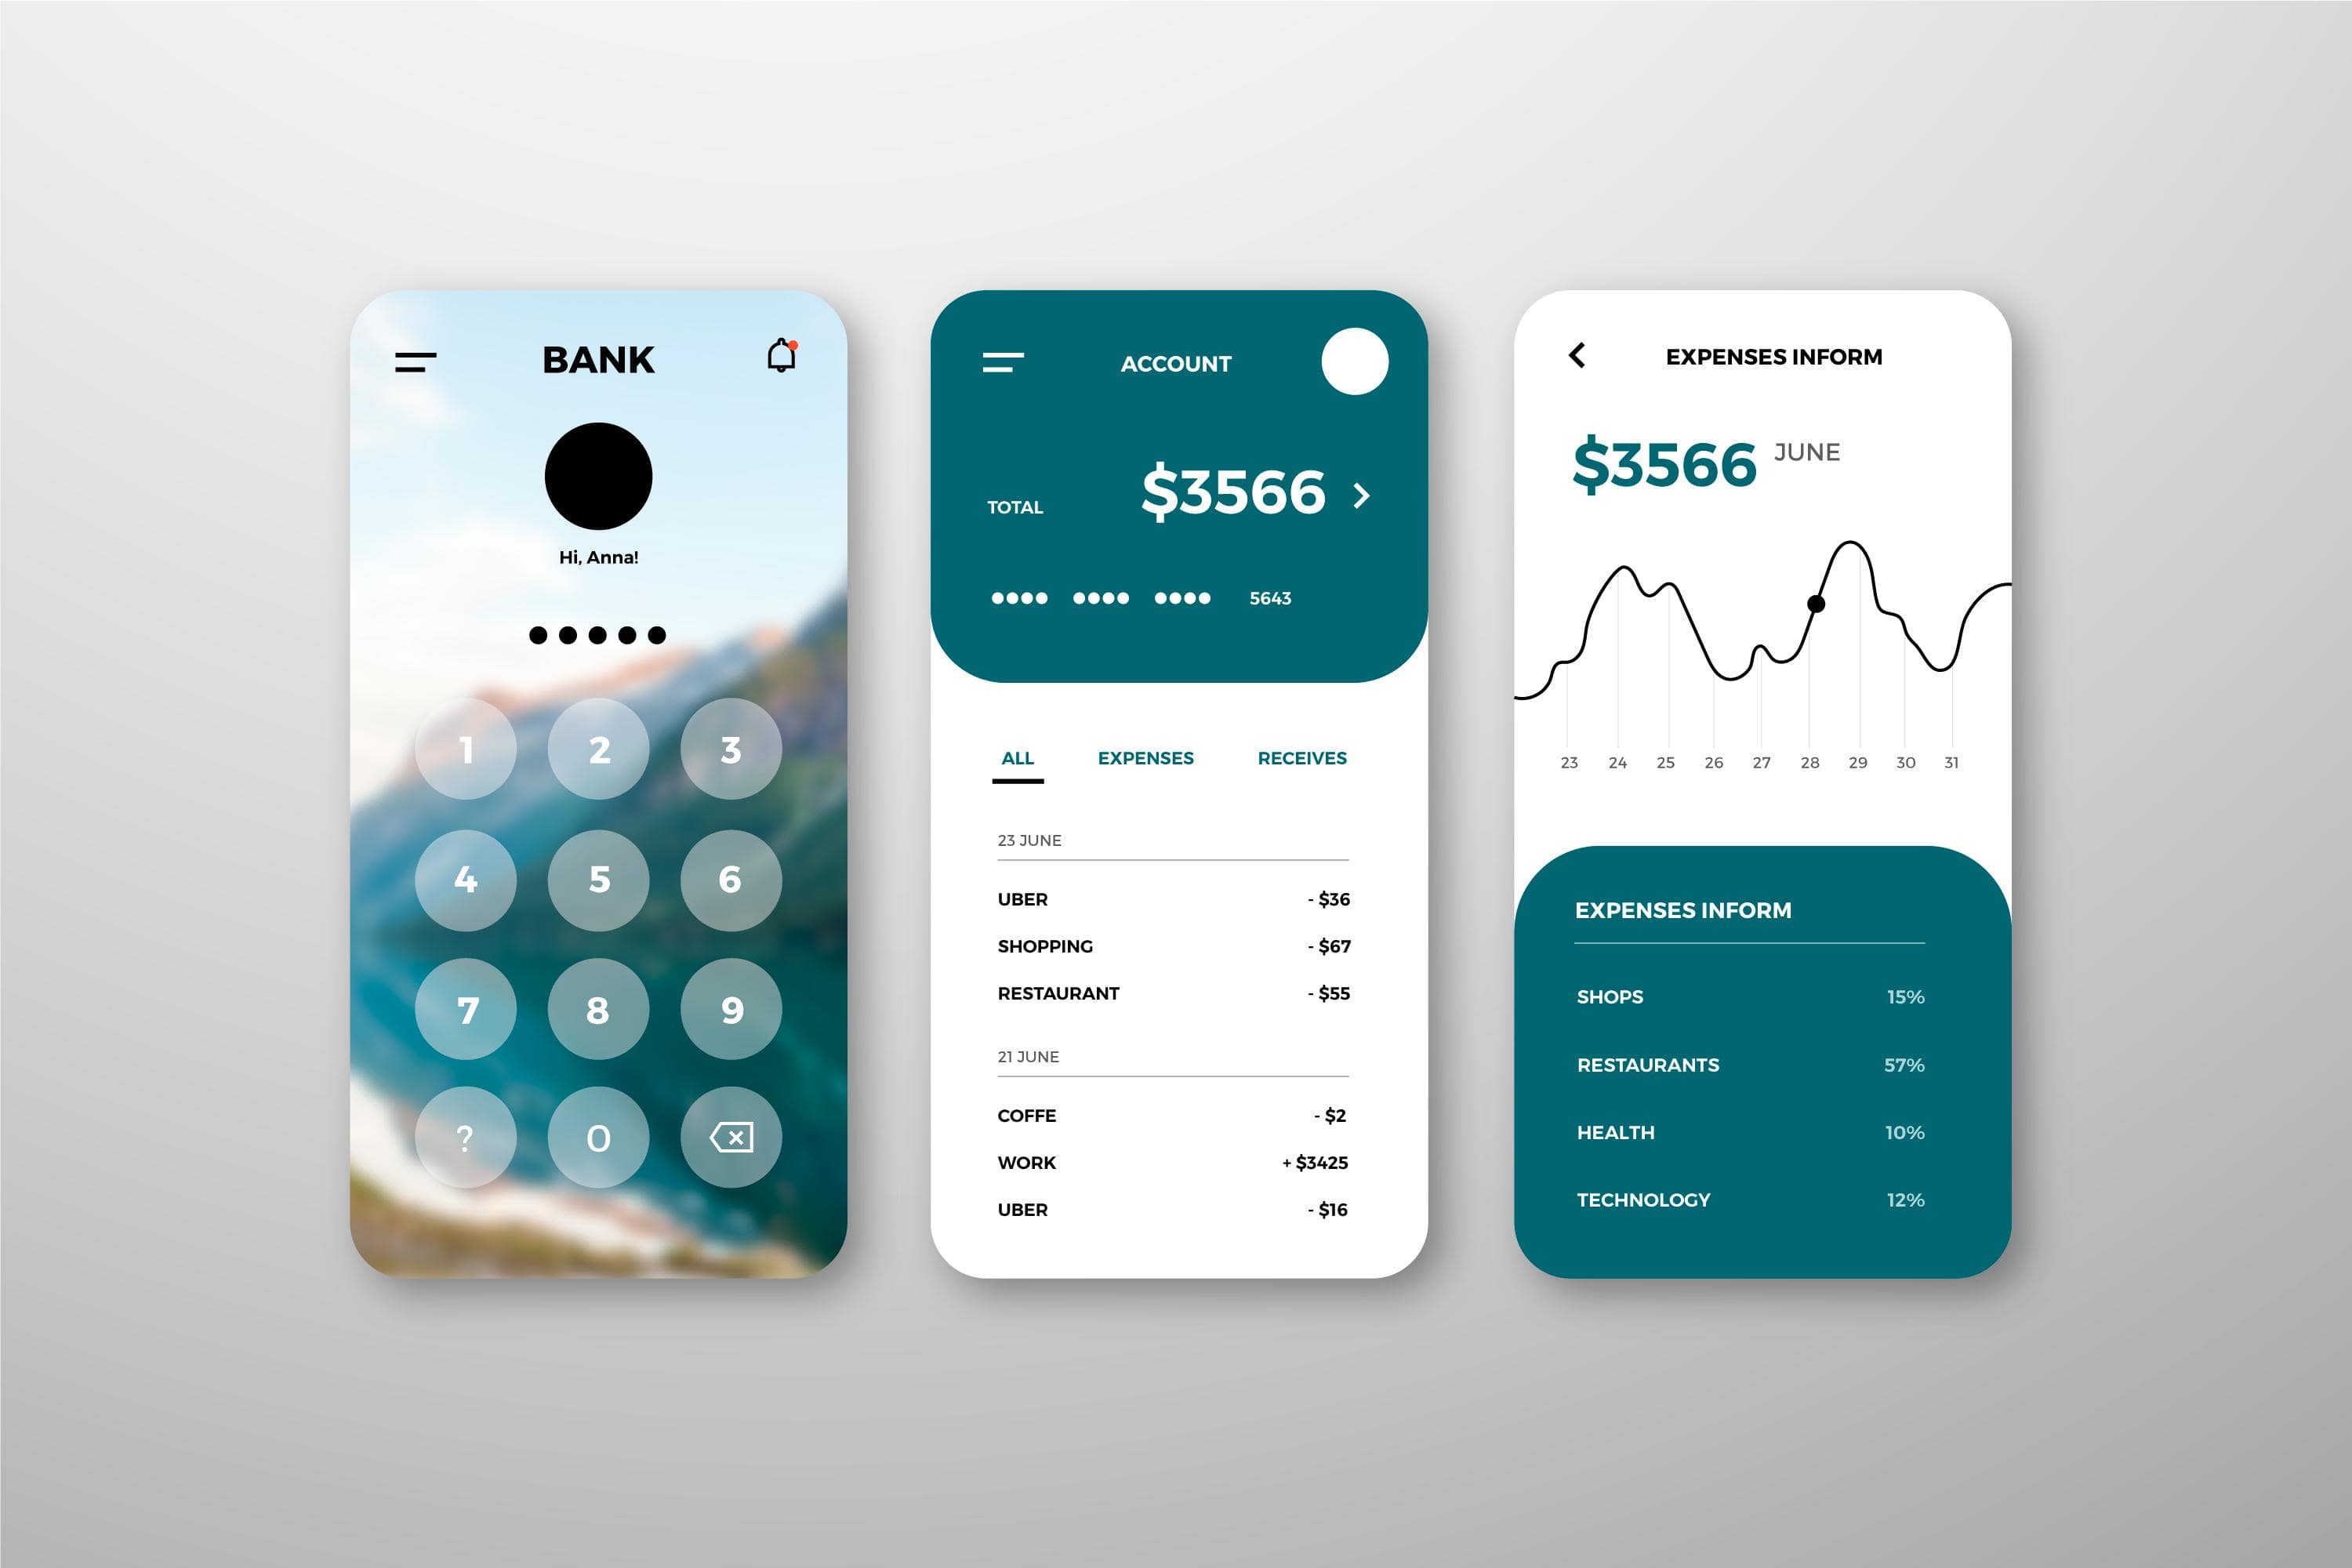 BANK
Hi, Anna!
1 2 3
4 5 6
7 8 9
? 0
ACCOUNT
TOTAL $3566
5643
ALL EXPENSES RECEIVES
23 JUNE
UBER - $36
SHOPPING - $67
RESTAURANT - $55
21 JUNE
COFFE - $2
WORK + $3425
UBER - $16
EXPENSES INFORM
$3566 JUNE
23 24 25 26 27 28 29 30 31
EXPENSES INFORM
SHOPS 15%
RESTAURANTS 57%
HEALTH 10%
TECHNOLOGY 12%